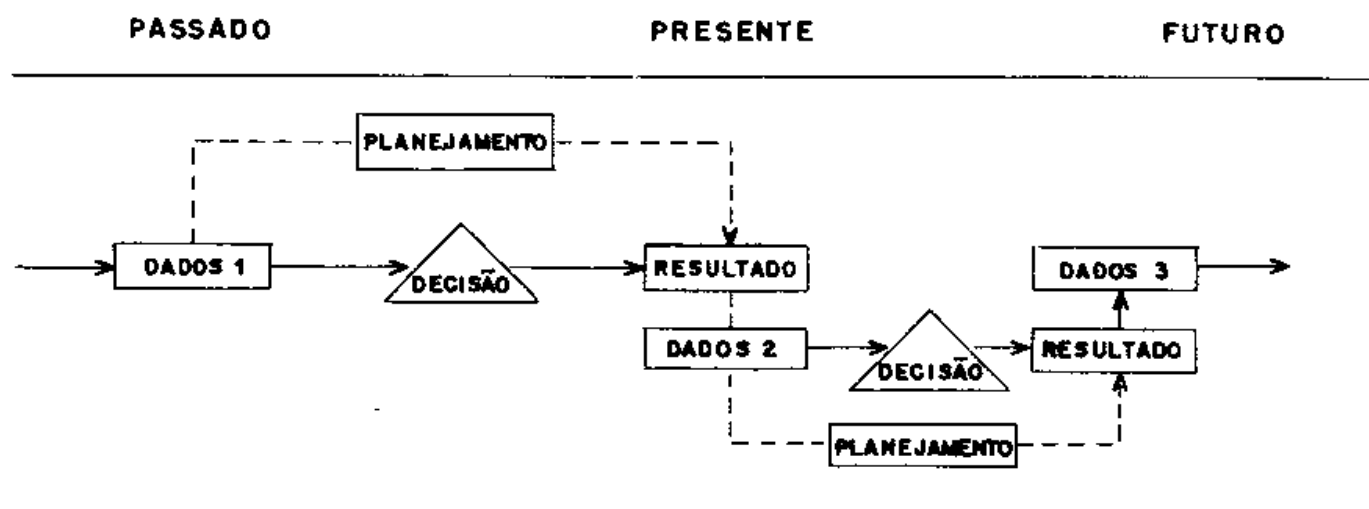 PASSADO PRESENTE FUTURO
PLANEJAMENTO
DADOS 1 DECISÃO RESULTADO DADOS 3
DADOS 2 DECISÃO RESULTADO
PLANEJAMENTO